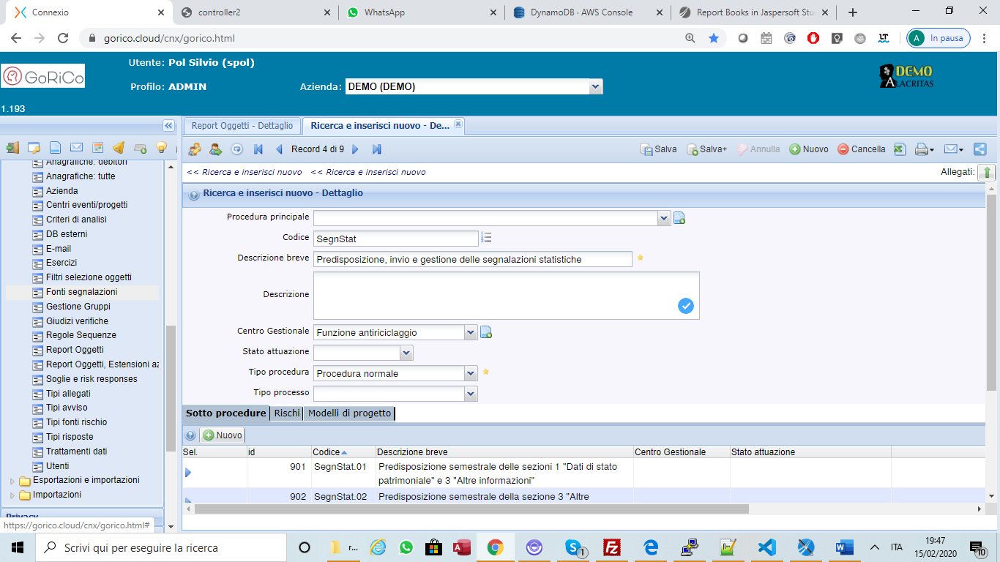 Connexio
controller2
WhatsApp
DynamoDB · AWS Console
Report Books in Jaspersoft Stu
gorico.cloud/cnx/gorico.html
A
In pausa
Utente: Pol Silvio (spol)
GoRiCo
Profilo: ADMIN
Azienda: DEMO (DEMO)
DEMO
ALACRITAS
1.193
Report Oggetti - Dettaglio
Ricerca e inserisci nuovo - De...
Record 4 di 9
Salva
Salva+
Annulla
Nuovo
Cancella
<< Ricerca e inserisci nuovo << Ricerca e inserisci nuovo
Allegati:
Anagrafiche: debitori
Anagrafiche: tutte
Azienda
Centri eventi/progetti
Criteri di analisi
DB esterni
E-mail
Esercizi
Filtri selezione oggetti
Fonti segnalazioni
Gestione Gruppi
Giudizi verifiche
Regole Sequenze
Report Oggetti
Report Oggetti, Estensioni az
Soglie e risk responses
Tipi allegati
Tipi avviso
Tipi fonti rischio
Tipi risposte
Trattamenti dati
Utenti
Esportazioni e importazioni
Importazioni
Privacy
https://gorico.cloud/cnx/gorico.html#
Ricerca e inserisci nuovo - Dettaglio
Procedura principale
Codice SegnStat
Descrizione breve Predisposizione, invio e gestione delle segnalazioni statistiche
Descrizione
Centro Gestionale Funzione antiriciclaggio
Stato attuazione
Tipo procedura Procedura normale
Tipo processo
Sotto procedure Rischi Modelli di progetto
Nuovo
Sel. id Codice Descrizione breve Centro Gestionale Stato attuazione
901 SegnStat.01 Predisposizione semestrale delle sezioni 1 "Dati di stato
patrimoniale" e 3 "Altre informazioni"
902 SegnStat.02 Predisposizione semestrale della sezione 3 "Altre
Scrivi qui per eseguire la ricerca
r...
1
ITA
19:47
15/02/2020
10